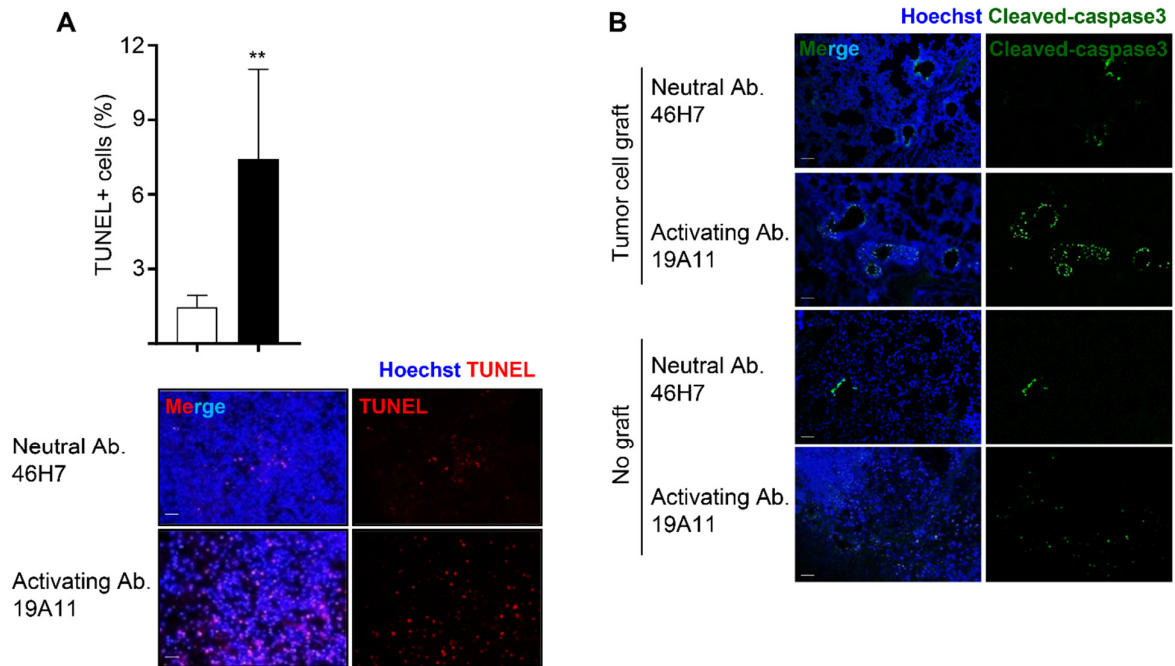 A
12
9
6
3
TUNEL+ cells (%)
**
Hoechst TUNEL
Merge
TUNEL
Neutral Ab.
46H7
Activating Ab.
19A11
B
Hoechst Cleaved-caspase3
Merge
Cleaved-caspase3
Tumor cell graft
Neutral Ab.
46H7
Activating Ab.
19A11
No graft
Neutral Ab.
46H7
Activating Ab.
19A11